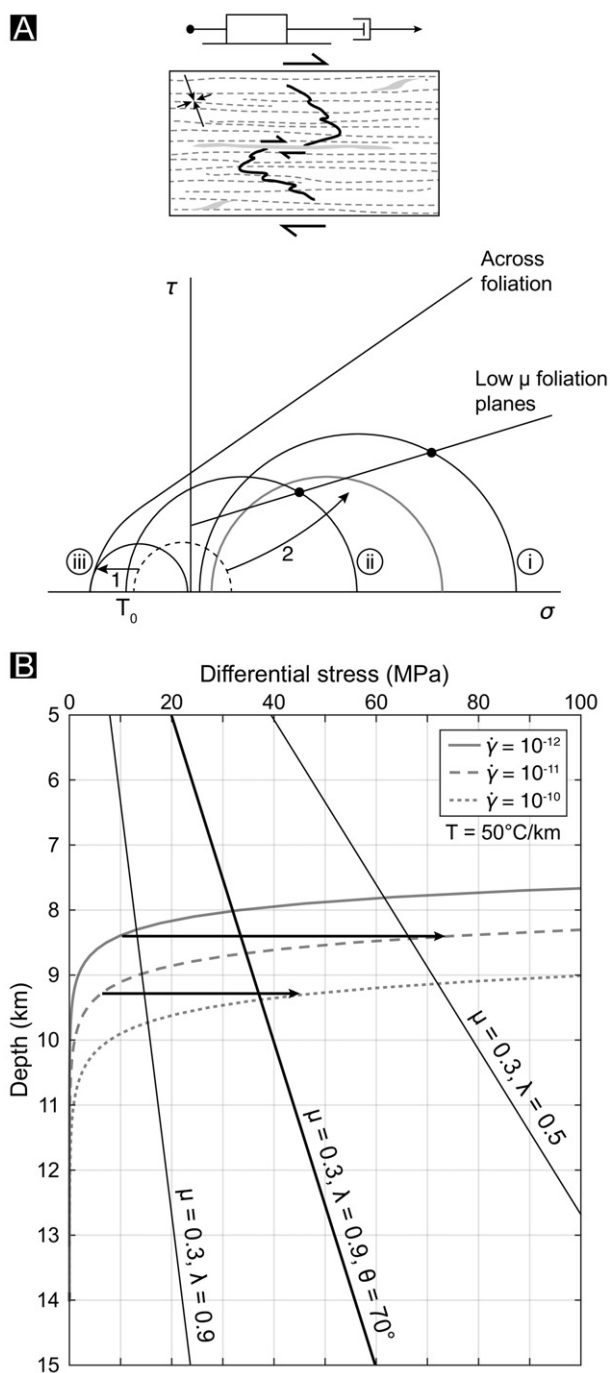 A
τ
Across
foliation
Low μ foliation
planes
iii
1
2
ii
i
T₀
σ
B
Differential stress (MPa)
0 20 40 60 80 100
γ̇ = 10⁻¹²
γ̇ = 10⁻¹¹
γ̇ = 10⁻¹⁰
T = 50°C/km
Depth (km)
5
6
7
8
9
10
11
12
13
14
15
μ = 0.3, λ = 0.9
μ = 0.3, λ = 0.9, θ = 70°
μ = 0.3, λ = 0.5